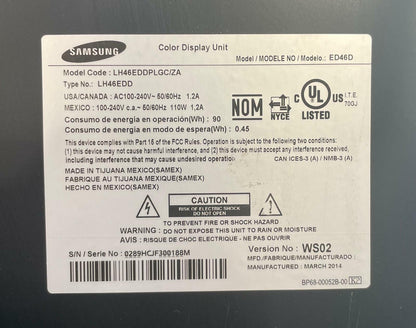 SAMSUNG
Color Display Unit
Model / MODELE NO / Modelo: ED46D
Model Code : LH46EDDPLGC/ZA
Type No. : LH46EDD
USA/CANADA : AC100-240V~ 50/60Hz 1.2A
MEXICO : 100-240V c.a.~ 50/60Hz 110W 1,2A
Consumo de energía en operación(Wh) : 90
Consumo de energía en modo de espera(Wh) : 0.45
NOM
NYCE
C UL US
LISTED
I.T.E.
70GJ
This device complies with Part 15 of the FCC Rules. Operation is subject to the following two conditions:
(1) this device may not cause harmful interference, and (2) this device must accept any interference received, including
interference that may cause undesired operation
CAN ICES-3 (A) / NMB-3 (A)
MADE IN TIJUANA MEXICO(SAMEX)
FABRIQUE AU TIJUANA MEXIQUE(SAMEX)
HECHO EN MEXICO(SAMEX)
CAUTION
RISK OF ELECTRIC SHOCK
DO NOT OPEN
TO PREVENT FIRE OR SHOCK HAZARD
WARNING : DO NOT EXPOSE TO RAIN OR MOISTURE
AVIS : RISQUE DE CHOC ELECTRIQUE - NE PAS OUVRIR
S/N / Serie No : 0289HCJF300188M
Version No : WS02
MFD./FABRIQUE/MANUFACTURADO :
MANUFACTURED : MARCH 2014
BP68-00052B-00